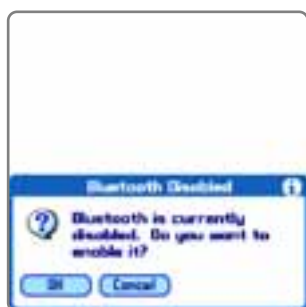 Bluetooth Disabled
Bluetooth is currently
disabled. Do you want to
enable it?
OK Cancel